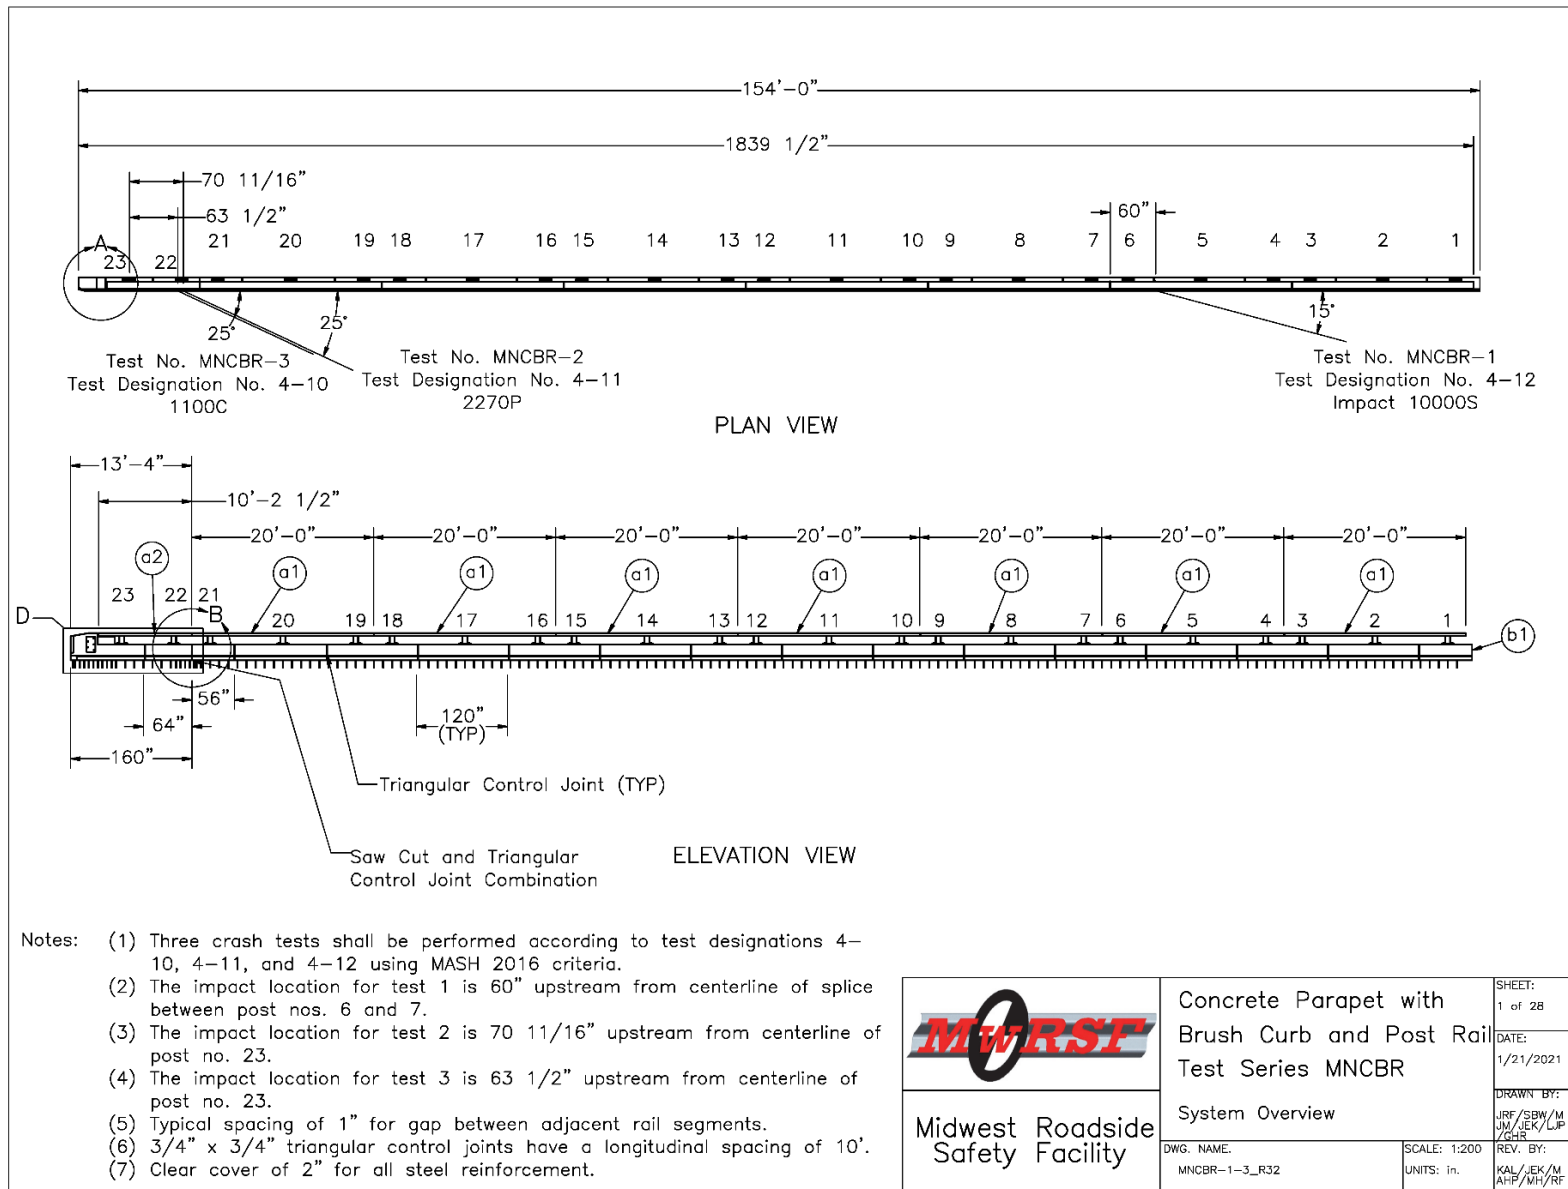 154'-0"
1839 1/2"
70 11/16"
63 1/2"
60"
A
23 22 21 20 19 18 17 16 15 14 13 12 11 10 9 8 7 6 5 4 3 2 1
25°
25°
15°
Test No. MNCBR-3
Test Designation No. 4-10
1100C
Test No. MNCBR-2
Test Designation No. 4-11
2270P
Test No. MNCBR-1
Test Designation No. 4-12
Impact 10000S
PLAN VIEW
13'-4"
10'-2 1/2"
20'-0" 20'-0" 20'-0" 20'-0" 20'-0" 20'-0" 20'-0"
a2 a1 a1 a1 a1 a1 a1 a1
D
23 22 21 B 20 19 18 17 16 15 14 13 12 11 10 9 8 7 6 5 4 3 2 1
b1
56"
64"
120"
(TYP)
160"
Triangular Control Joint (TYP)
Saw Cut and Triangular
Control Joint Combination
ELEVATION VIEW
Notes: (1) Three crash tests shall be performed according to test designations 4-
10, 4-11, and 4-12 using MASH 2016 criteria.
(2) The impact location for test 1 is 60" upstream from centerline of splice
between post nos. 6 and 7.
(3) The impact location for test 2 is 70 11/16" upstream from centerline of
post no. 23.
(4) The impact location for test 3 is 63 1/2" upstream from centerline of
post no. 23.
(5) Typical spacing of 1" for gap between adjacent rail segments.
(6) 3/4" x 3/4" triangular control joints have a longitudinal spacing of 10'.
(7) Clear cover of 2" for all steel reinforcement.
MwRSF
Midwest Roadside
Safety Facility
Concrete Parapet with
Brush Curb and Post Rail
Test Series MNCBR
System Overview
DWG. NAME.
MNCBR-1-3_R32
SCALE: 1:200
UNITS: in.
SHEET:
1 of 28
DATE:
1/21/2021
DRAWN BY:
JRF/SBW/M
JM/JEK/LJP
/GHR
REV. BY:
KAL/JEK/M
AHP/MH/RF